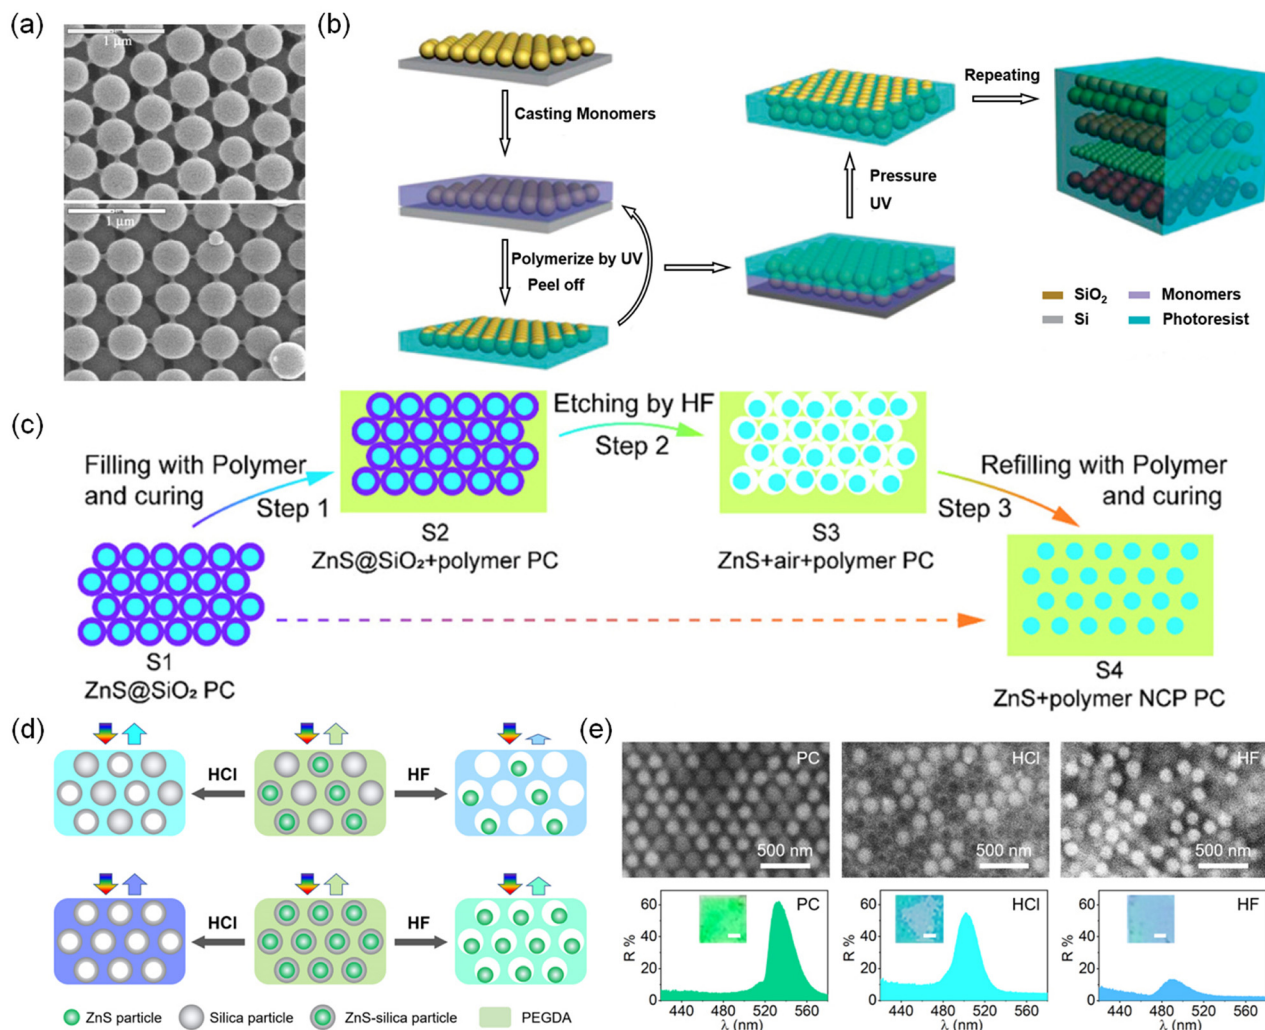 (a)
1 μm
1 μm
(b)
Casting Monomers
Polymerize by UV
Peel off
Pressure
UV
Repeating
SiO₂
Monomers
Si
Photoresist
(c)
Filling with Polymer
and curing
Step 1
S1
ZnS@SiO₂ PC
S2
ZnS@SiO₂+polymer PC
Etching by HF
Step 2
S3
ZnS+air+polymer PC
Refilling with Polymer
and curing
Step 3
S4
ZnS+polymer NCP PC
(d)
HCl
HF
HCl
HF
ZnS particle
Silica particle
ZnS-silica particle
PEGDA
(e)
PC
500 nm
HCl
500 nm
HF
500 nm
PC
R %
60
40
20
0
440 480 520 560
λ (nm)
HCl
R %
60
40
20
0
440 480 520 560
λ (nm)
HF
R %
60
40
20
0
440 480 520 560
λ (nm)